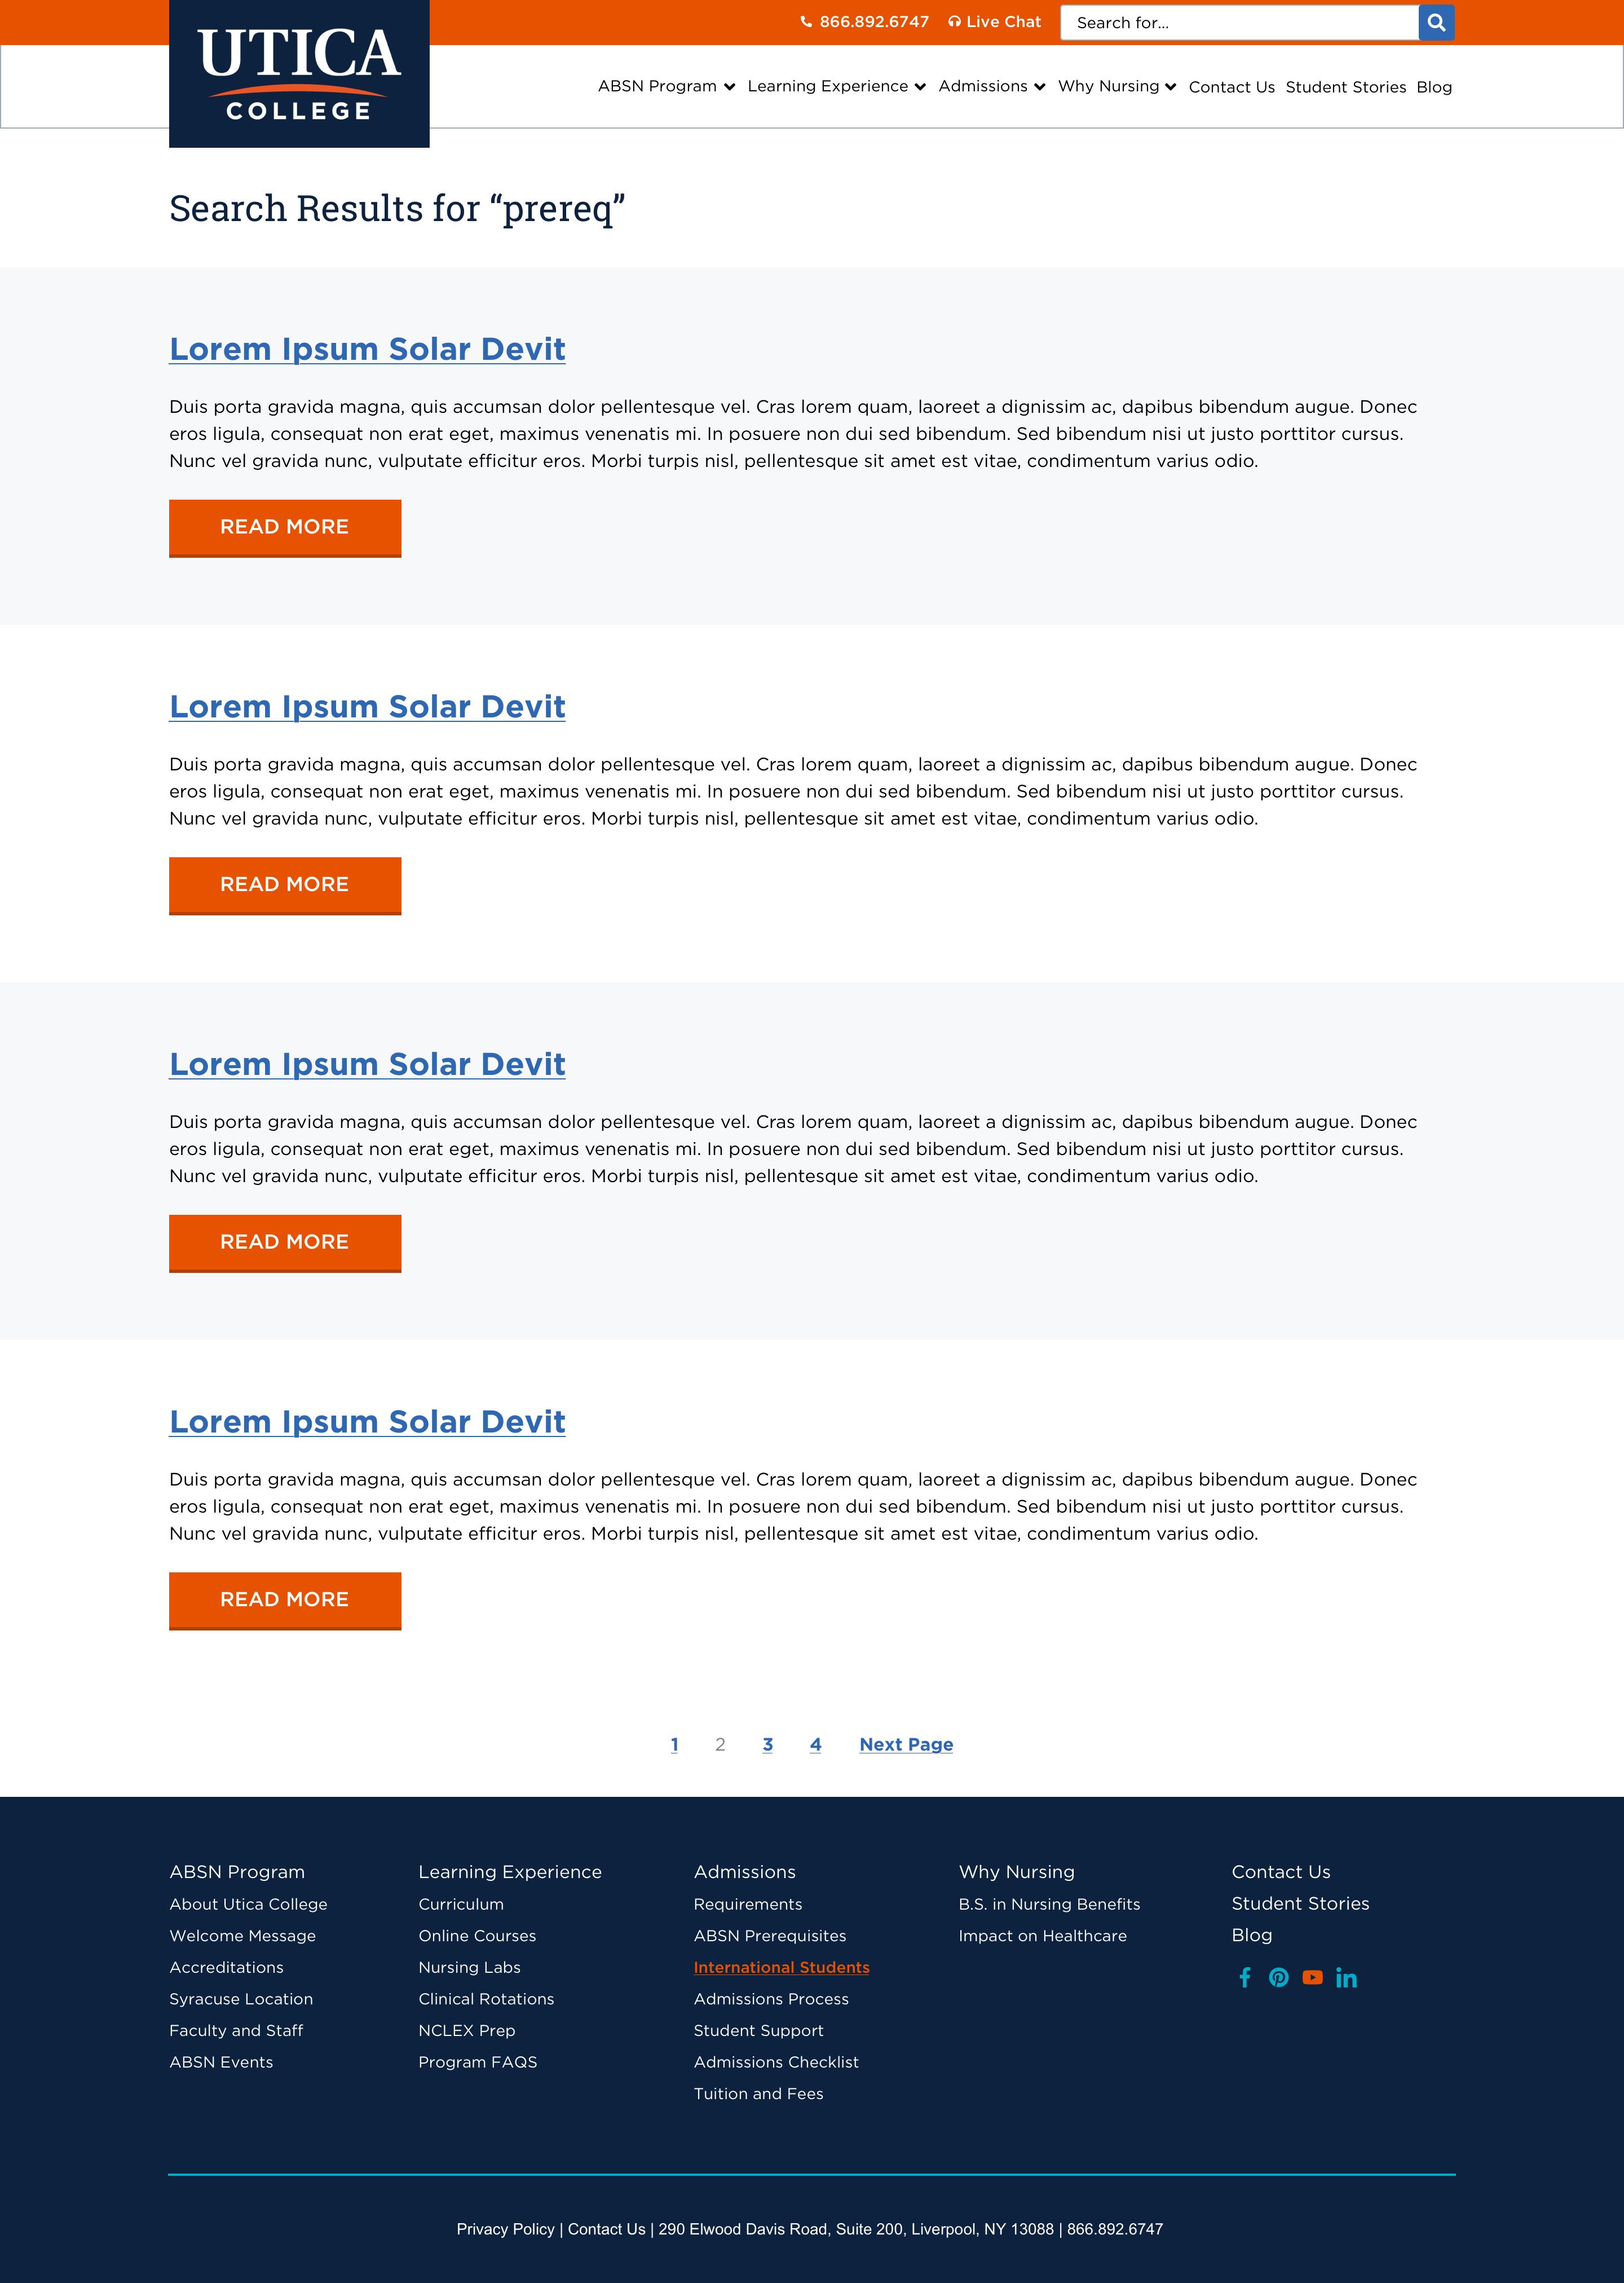 866.892.6747 Live Chat Search for...
UTICA
COLLEGE
ABSN Program Learning Experience Admissions Why Nursing Contact Us Student Stories Blog
Search Results for “prereq”
Lorem Ipsum Solar Devit
Duis porta gravida magna, quis accumsan dolor pellentesque vel. Cras lorem quam, laoreet a dignissim ac, dapibus bibendum augue. Donec
eros ligula, consequat non erat eget, maximus venenatis mi. In posuere non dui sed bibendum. Sed bibendum nisi ut justo porttitor cursus.
Nunc vel gravida nunc, vulputate efficitur eros. Morbi turpis nisl, pellentesque sit amet est vitae, condimentum varius odio.
READ MORE
Lorem Ipsum Solar Devit
Duis porta gravida magna, quis accumsan dolor pellentesque vel. Cras lorem quam, laoreet a dignissim ac, dapibus bibendum augue. Donec
eros ligula, consequat non erat eget, maximus venenatis mi. In posuere non dui sed bibendum. Sed bibendum nisi ut justo porttitor cursus.
Nunc vel gravida nunc, vulputate efficitur eros. Morbi turpis nisl, pellentesque sit amet est vitae, condimentum varius odio.
READ MORE
Lorem Ipsum Solar Devit
Duis porta gravida magna, quis accumsan dolor pellentesque vel. Cras lorem quam, laoreet a dignissim ac, dapibus bibendum augue. Donec
eros ligula, consequat non erat eget, maximus venenatis mi. In posuere non dui sed bibendum. Sed bibendum nisi ut justo porttitor cursus.
Nunc vel gravida nunc, vulputate efficitur eros. Morbi turpis nisl, pellentesque sit amet est vitae, condimentum varius odio.
READ MORE
Lorem Ipsum Solar Devit
Duis porta gravida magna, quis accumsan dolor pellentesque vel. Cras lorem quam, laoreet a dignissim ac, dapibus bibendum augue. Donec
eros ligula, consequat non erat eget, maximus venenatis mi. In posuere non dui sed bibendum. Sed bibendum nisi ut justo porttitor cursus.
Nunc vel gravida nunc, vulputate efficitur eros. Morbi turpis nisl, pellentesque sit amet est vitae, condimentum varius odio.
READ MORE
1 2 3 4 Next Page
ABSN Program
About Utica College
Welcome Message
Accreditations
Syracuse Location
Faculty and Staff
ABSN Events
Learning Experience
Curriculum
Online Courses
Nursing Labs
Clinical Rotations
NCLEX Prep
Program FAQS
Admissions
Requirements
ABSN Prerequisites
International Students
Admissions Process
Student Support
Admissions Checklist
Tuition and Fees
Why Nursing
B.S. in Nursing Benefits
Impact on Healthcare
Contact Us
Student Stories
Blog
Privacy Policy | Contact Us | 290 Elwood Davis Road, Suite 200, Liverpool, NY 13088 | 866.892.6747